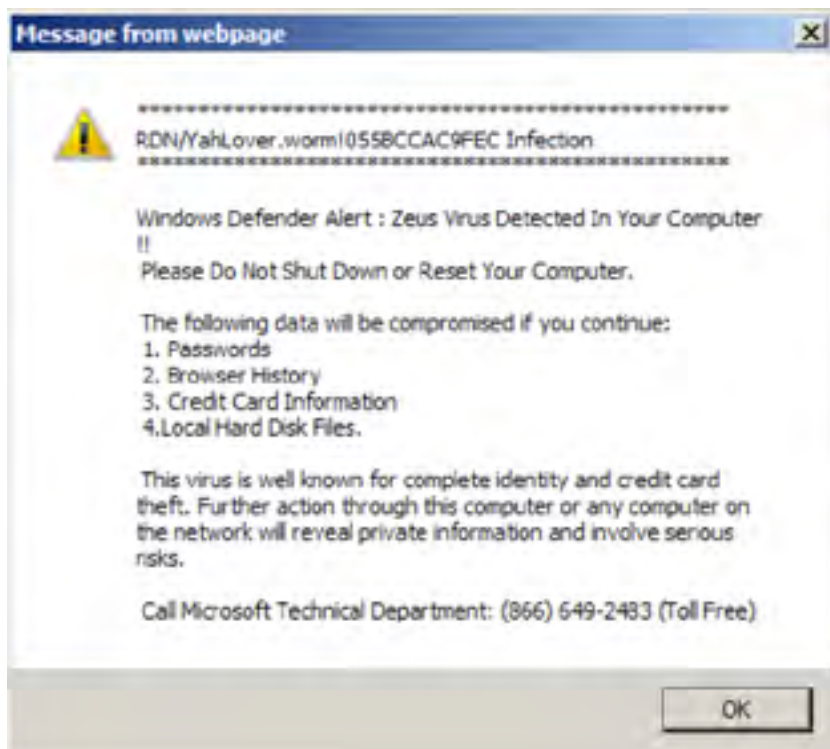 Message from webpage
**************************************************
RDN/YahLover.worm!055BCCAC9FEC Infection
**************************************************
Windows Defender Alert : Zeus Virus Detected In Your Computer
!!
Please Do Not Shut Down or Reset Your Computer.
The following data will be compromised if you continue:
1. Passwords
2. Browser History
3. Credit Card Information
4.Local Hard Disk Files.
This virus is well known for complete identity and credit card
theft. Further action through this computer or any computer on
the network will reveal private information and involve serious
risks.
Call Microsoft Technical Department: (866) 649-2483 (Toll Free)
OK